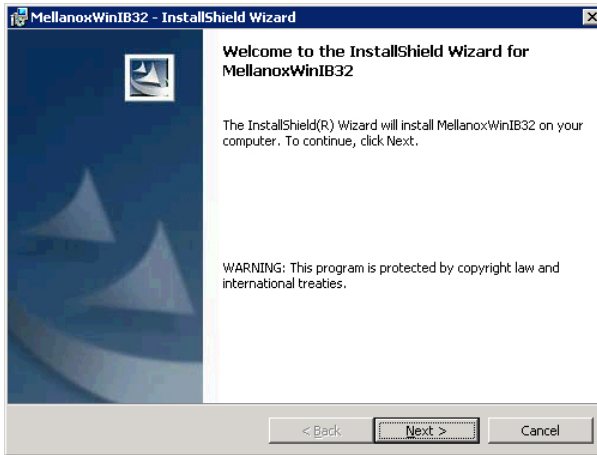 MellanoxWinIB32 - InstallShield Wizard
Welcome to the InstallShield Wizard for
MellanoxWinIB32
The InstallShield(R) Wizard will install MellanoxWinIB32 on your
computer. To continue, click Next.
WARNING: This program is protected by copyright law and
international treaties.
< Back
Next >
Cancel